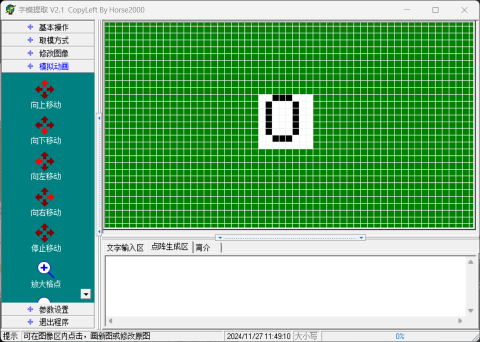 字模提取 V2.1 CopyLeft By Horse2000
基本操作
取模方式
修改图像
模拟动画
向上移动
向下移动
向左移动
向右移动
停止移动
放大格点
参数设置
退出程序
0
文字输入区 点阵生成区 简介
提示 可在图像区内点击，画新图或修改原图 2024/11/27 11:49:10 大小写 0%